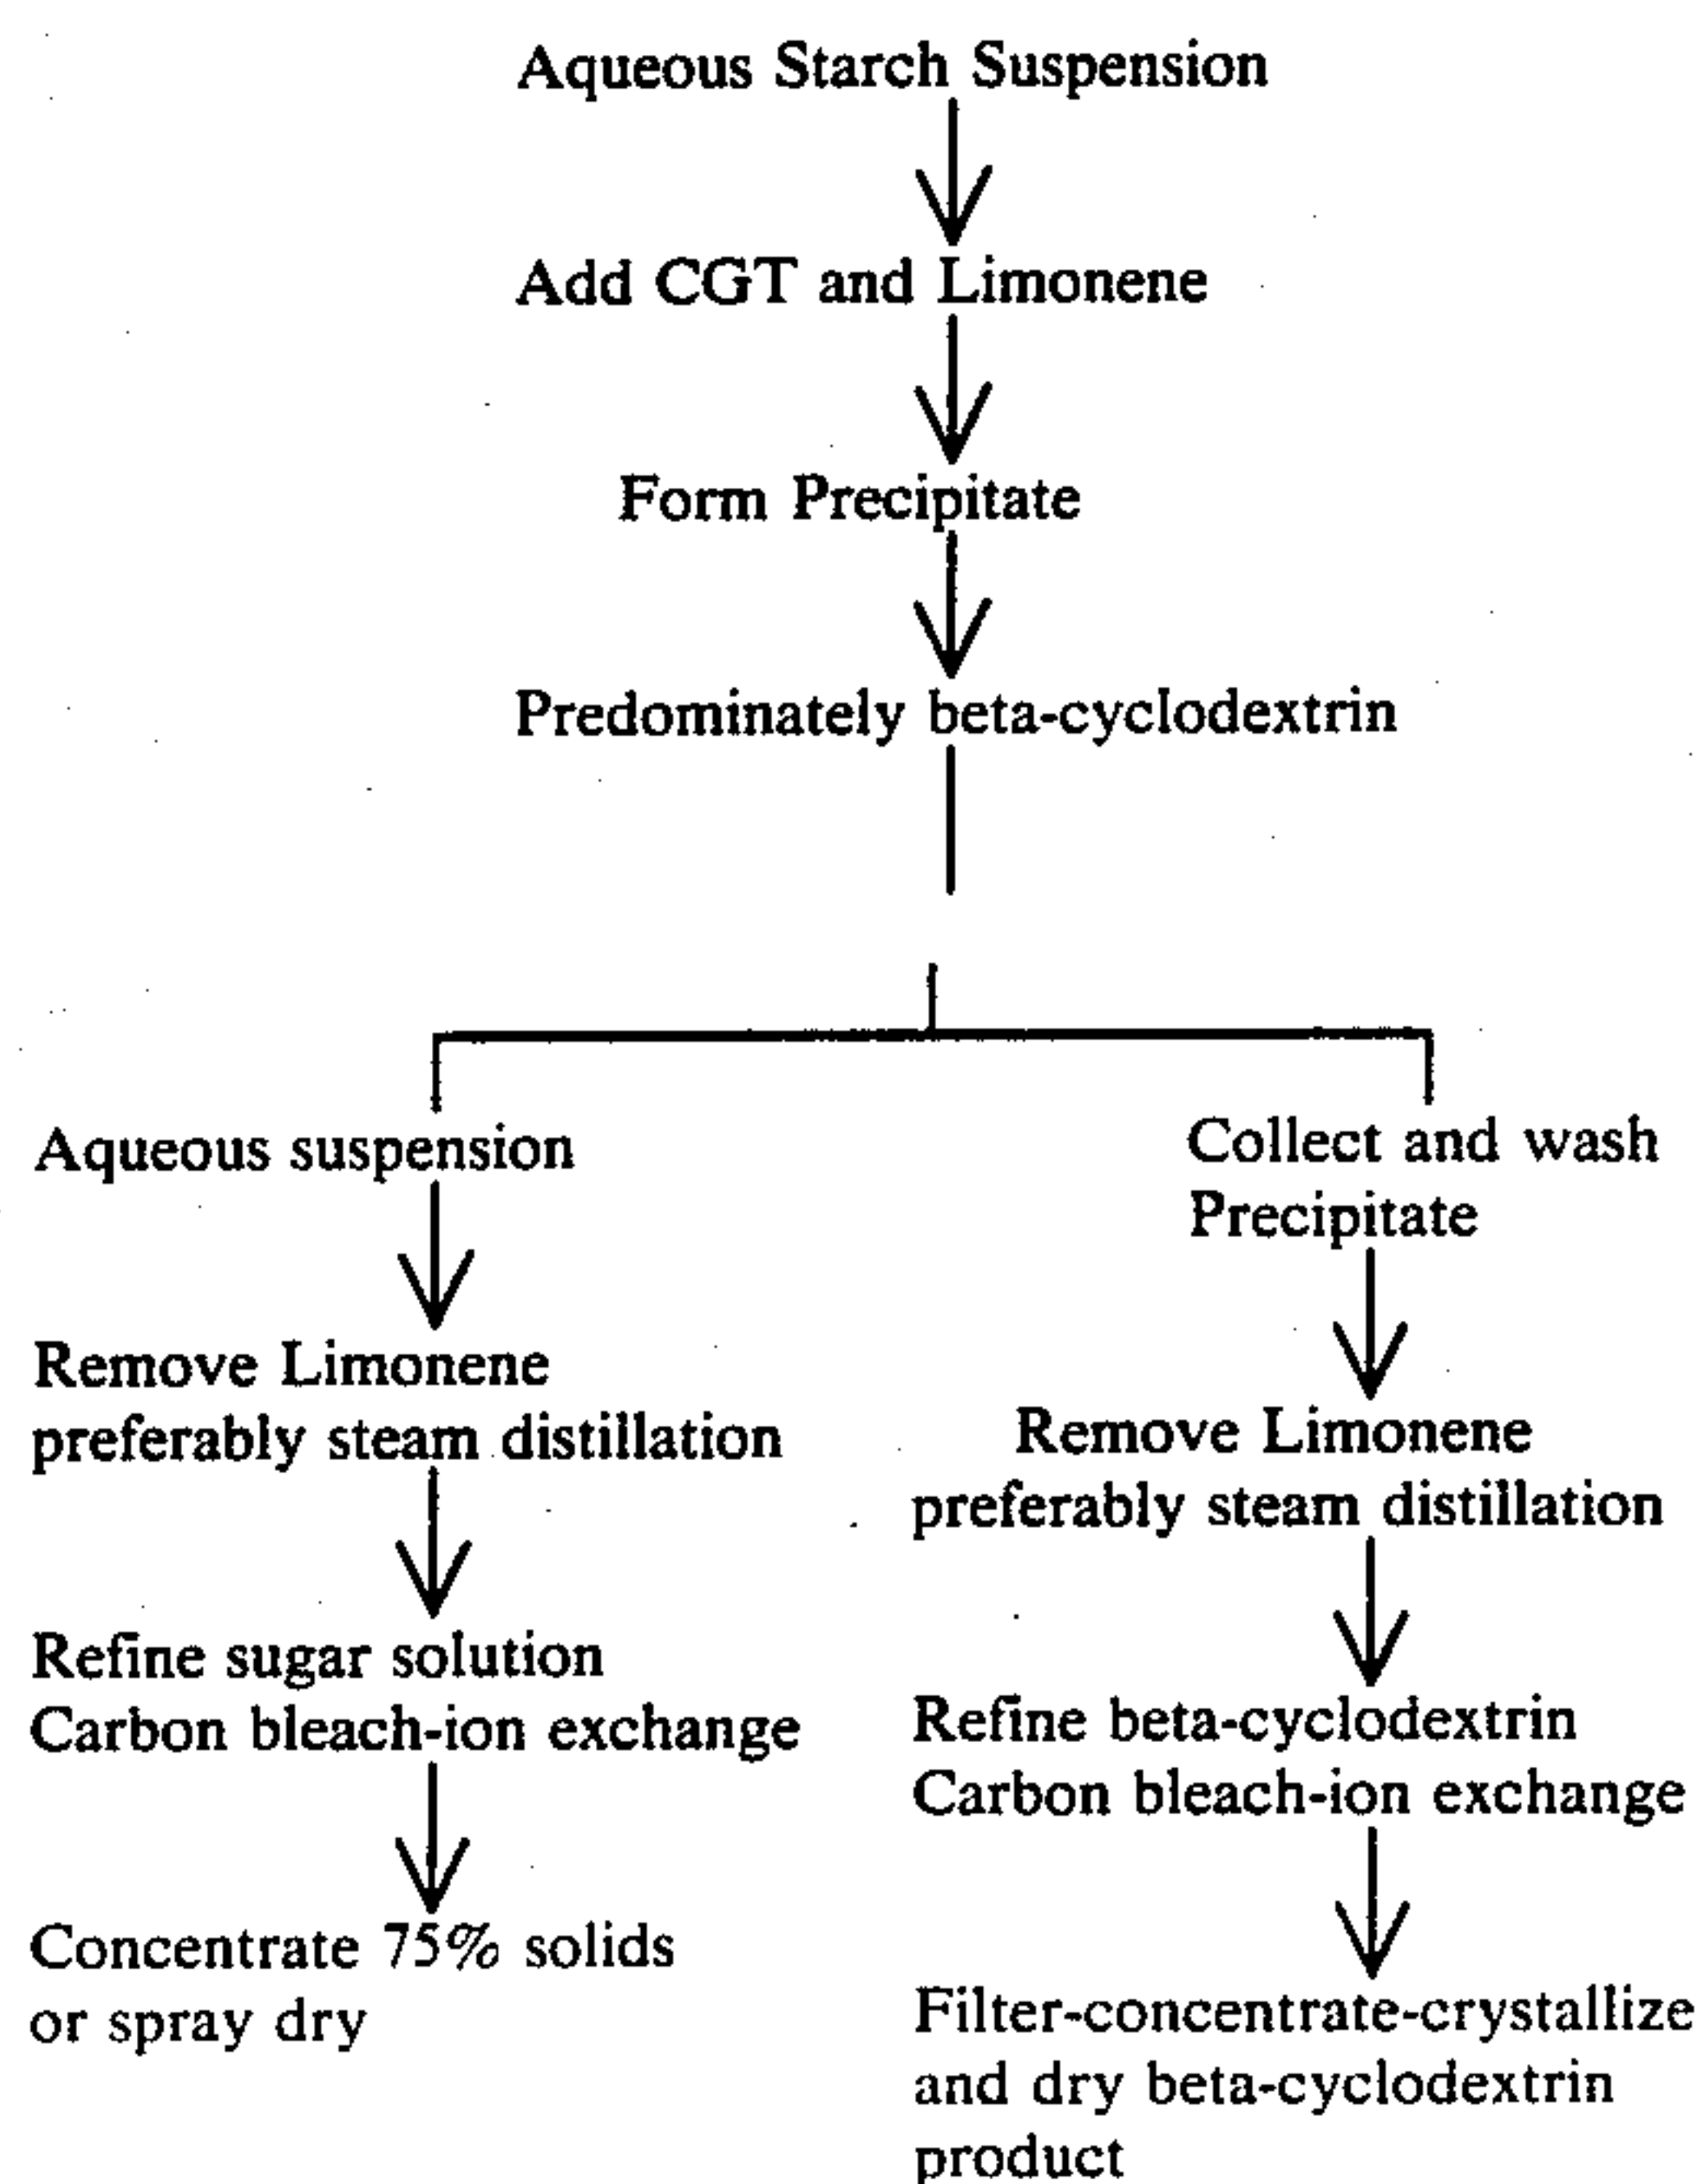 Aqueous Starch Suspension
Add CGT and Limonene
Form Precipitate
Predominately beta-cyclodextrin
Aqueous suspension
Remove Limonene
preferably steam distillation
Refine sugar solution
Carbon bleach-ion exchange
Concentrate 75% solids
or spray dry
Collect and wash
Precipitate
Remove Limonene
preferably steam distillation
Refine beta-cyclodextrin
Carbon bleach-ion exchange
Filter-concentrate-crystallize
and dry beta-cyclodextrin
product